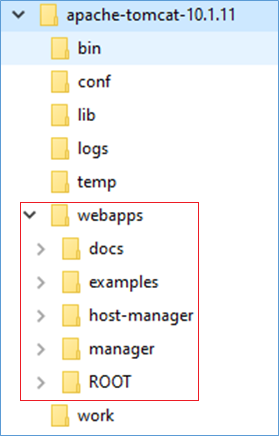 apache-tomcat-10.1.11
bin
conf
lib
logs
temp
webapps
docs
examples
host-manager
manager
ROOT
work